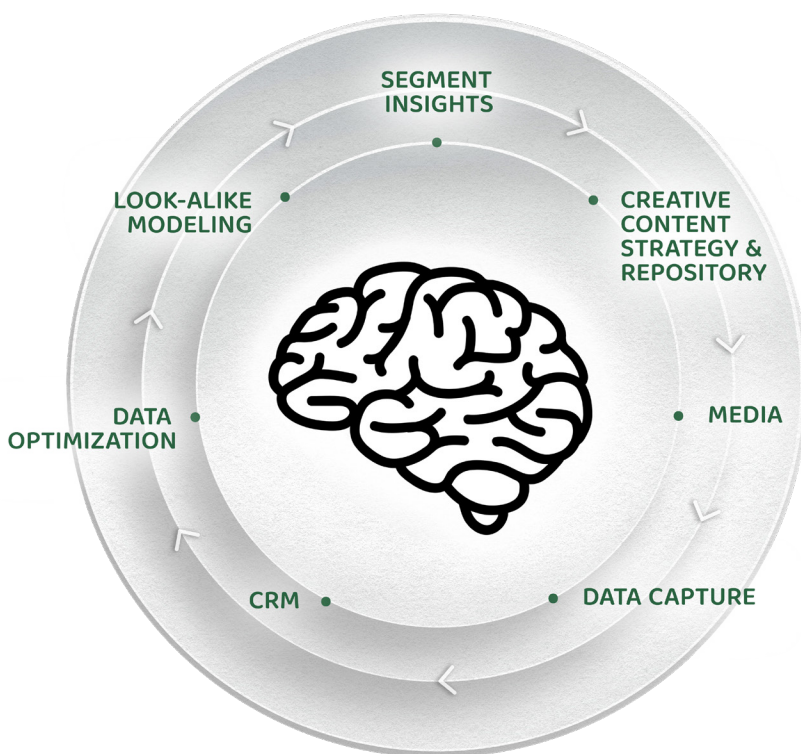 SEGMENT
INSIGHTS
CREATIVE
CONTENT
STRATEGY &
REPOSITORY
MEDIA
DATA CAPTURE
CRM
DATA
OPTIMIZATION
LOOK-ALIKE
MODELING